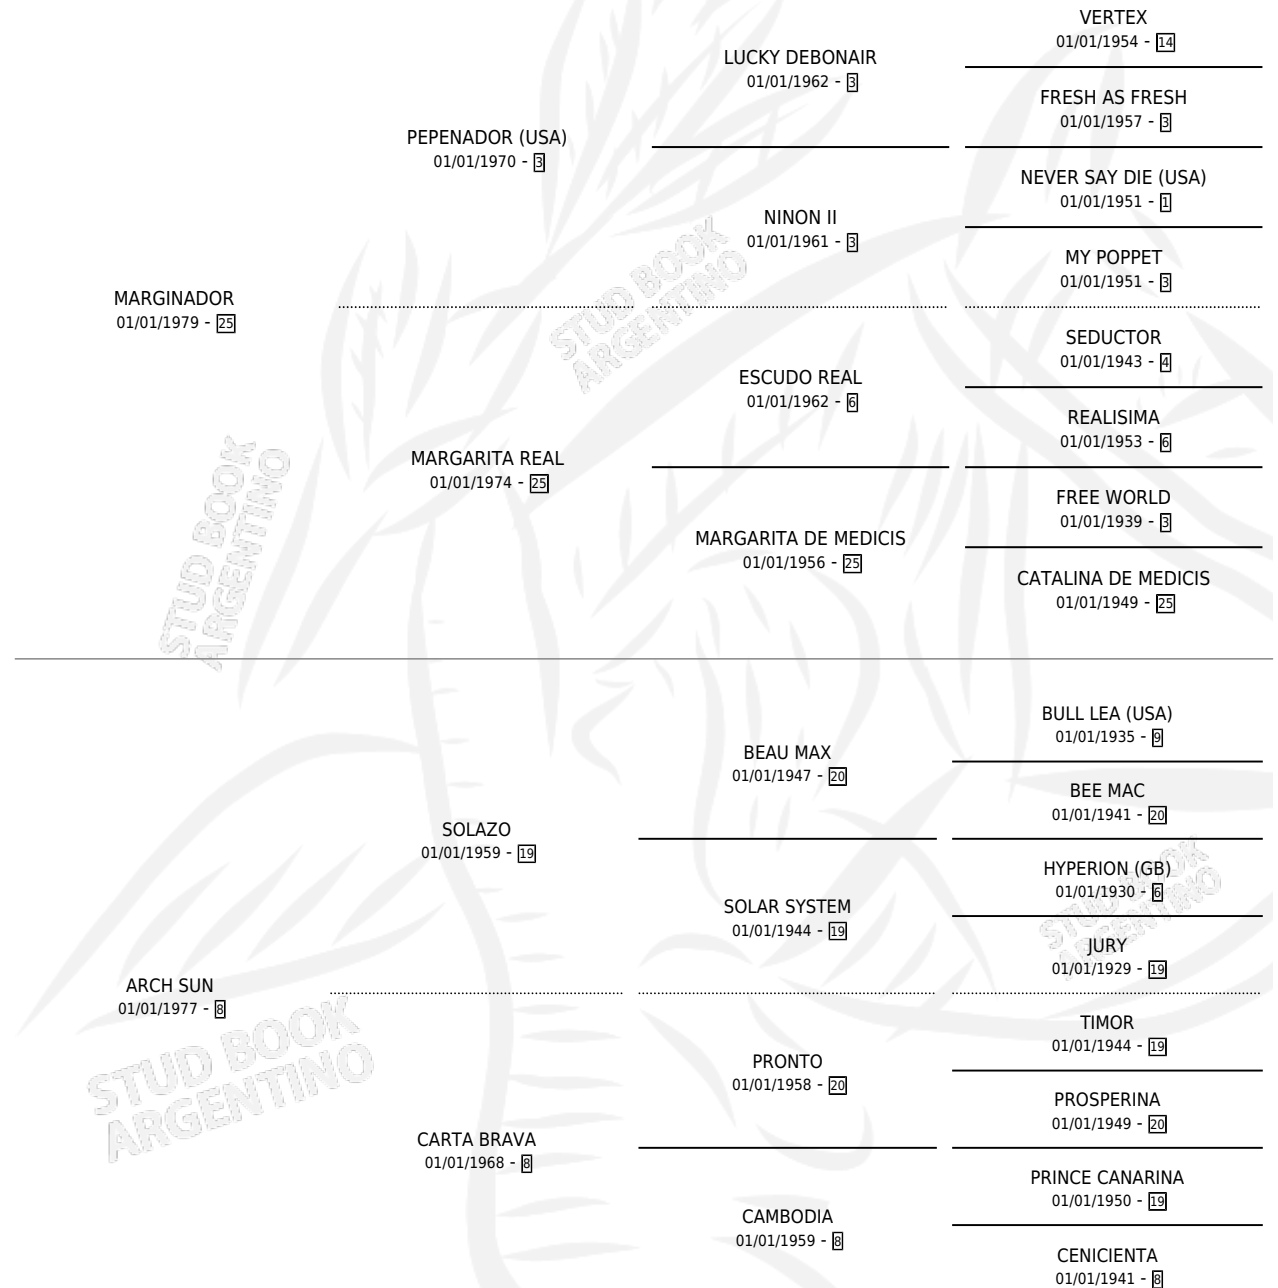 VERTEX
01/01/1954 - 14
LUCKY DEBONAIR
01/01/1962 - 3
FRESH AS FRESH
01/01/1957 - 3
PEPENADOR (USA)
01/01/1970 - 3
NEVER SAY DIE (USA)
01/01/1951 - 1
NINON II
01/01/1961 - 3
MY POPPET
01/01/1951 - 3
MARGINADOR
01/01/1979 - 25
SEDUCTOR
01/01/1943 - 4
ESCUDO REAL
01/01/1962 - 6
REALISIMA
01/01/1953 - 6
MARGARITA REAL
01/01/1974 - 25
FREE WORLD
01/01/1939 - 3
MARGARITA DE MEDICIS
01/01/1956 - 25
CATALINA DE MEDICIS
01/01/1949 - 25
BULL LEA (USA)
01/01/1935 - 9
BEAU MAX
01/01/1947 - 20
BEE MAC
01/01/1941 - 20
SOLAZO
01/01/1959 - 19
HYPERION (GB)
01/01/1930 - 6
SOLAR SYSTEM
01/01/1944 - 19
JURY
01/01/1929 - 19
ARCH SUN
01/01/1977 - 8
TIMOR
01/01/1944 - 19
PRONTO
01/01/1958 - 20
PROSPERINA
01/01/1949 - 20
CARTA BRAVA
01/01/1968 - 8
PRINCE CANARINA
01/01/1950 - 19
CAMBODIA
01/01/1959 - 8
CENICIENTA
01/01/1941 - 8
STUD BOOK
ARGENTINO
STUD BOOK
ARGENTINO
STUD BOOK
ARGENTINO
STUD BOOK
ARGENTINO